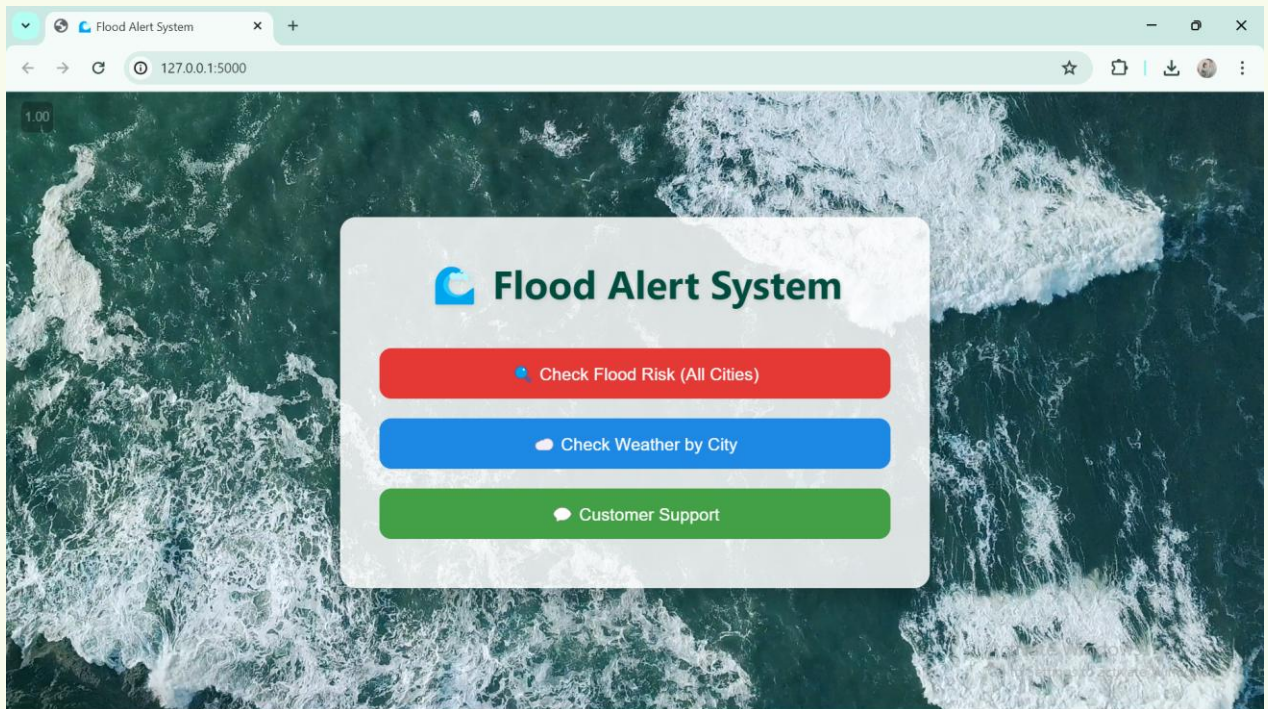 Flood Alert System
127.0.0.1:5000
1.00
Flood Alert System
Check Flood Risk (All Cities)
Check Weather by City
Customer Support